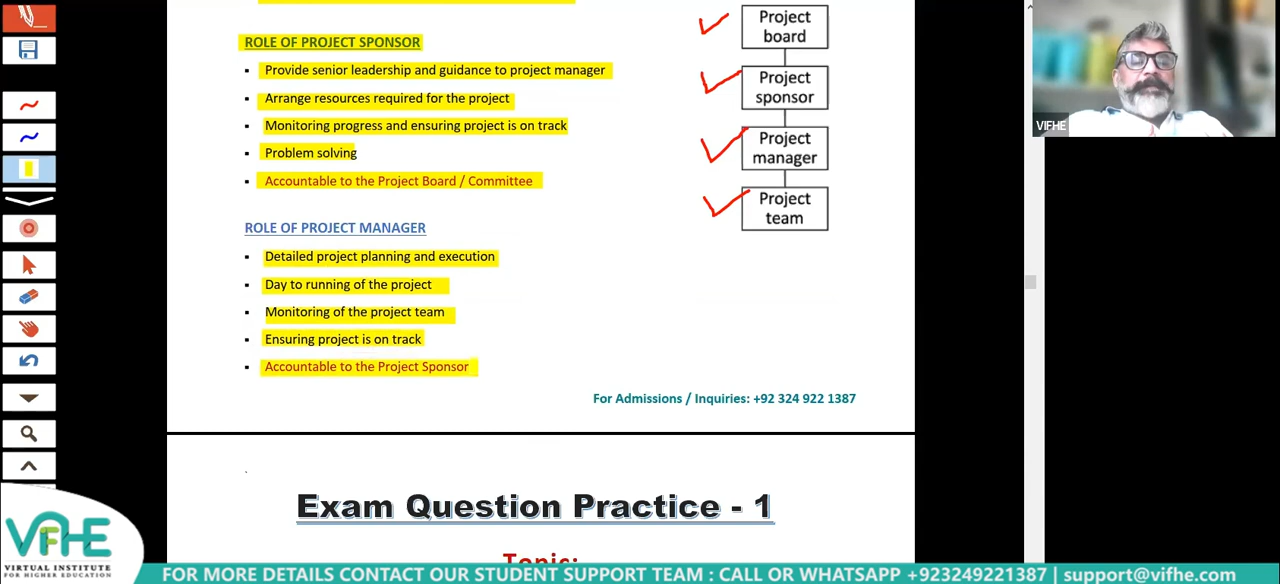 ROLE OF PROJECT SPONSOR
▪ Provide senior leadership and guidance to project manager
▪ Arrange resources required for the project
▪ Monitoring progress and ensuring project is on track
▪ Problem solving
▪ Accountable to the Project Board / Committee
ROLE OF PROJECT MANAGER
▪ Detailed project planning and execution
▪ Day to running of the project
▪ Monitoring of the project team
▪ Ensuring project is on track
▪ Accountable to the Project Sponsor
Project
board
Project
sponsor
Project
manager
Project
team
For Admissions / Inquiries: +92 324 922 1387
Exam Question Practice - 1
Topic:
VIFHE
VIFHE
VIRTUAL INSTITUTE
FOR HIGHER EDUCATION
FOR MORE DETAILS CONTACT OUR STUDENT SUPPORT TEAM : CALL OR WHATSAPP +923249221387 | support@vifhe.com